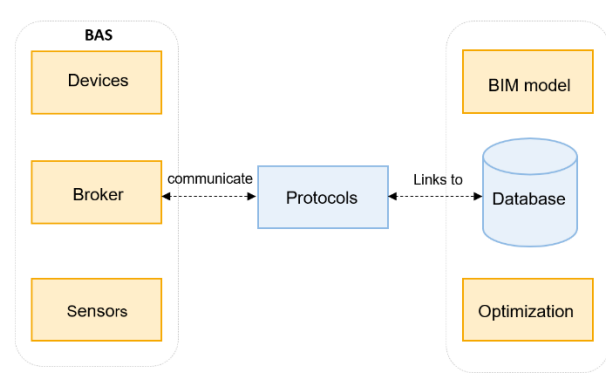 BAS
Devices
BIM model
communicate
Links to
Broker
Protocols
Database
Sensors
Optimization